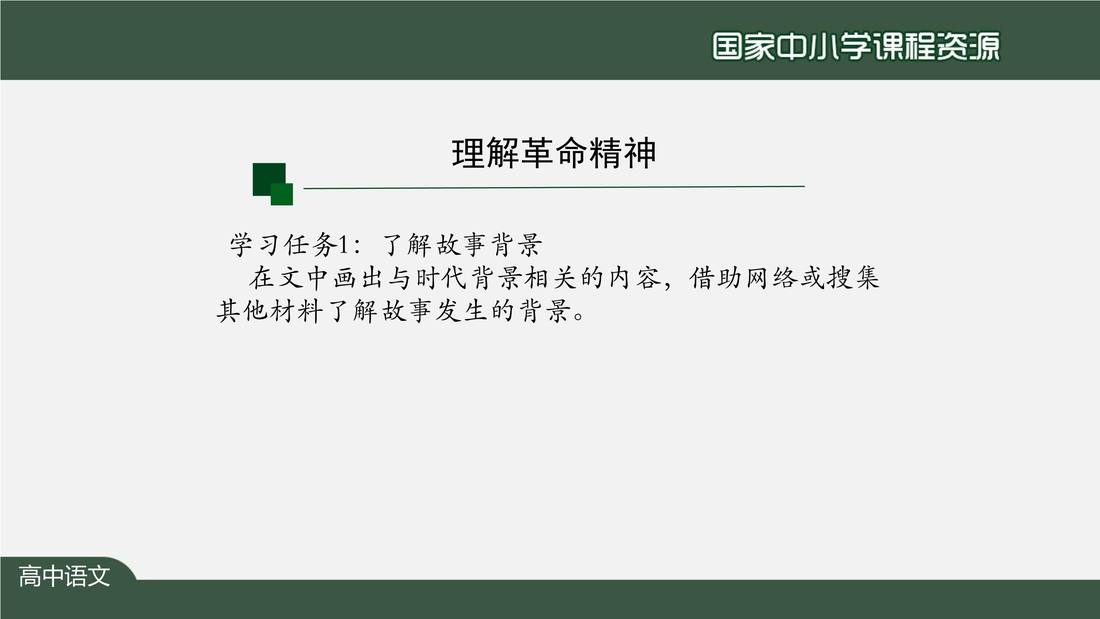 国家中小学课程资源
理解革命精神
学习任务1：了解故事背景
在文中画出与时代背景相关的内容，借助网络或搜集
其他材料了解故事发生的背景。
高中语文